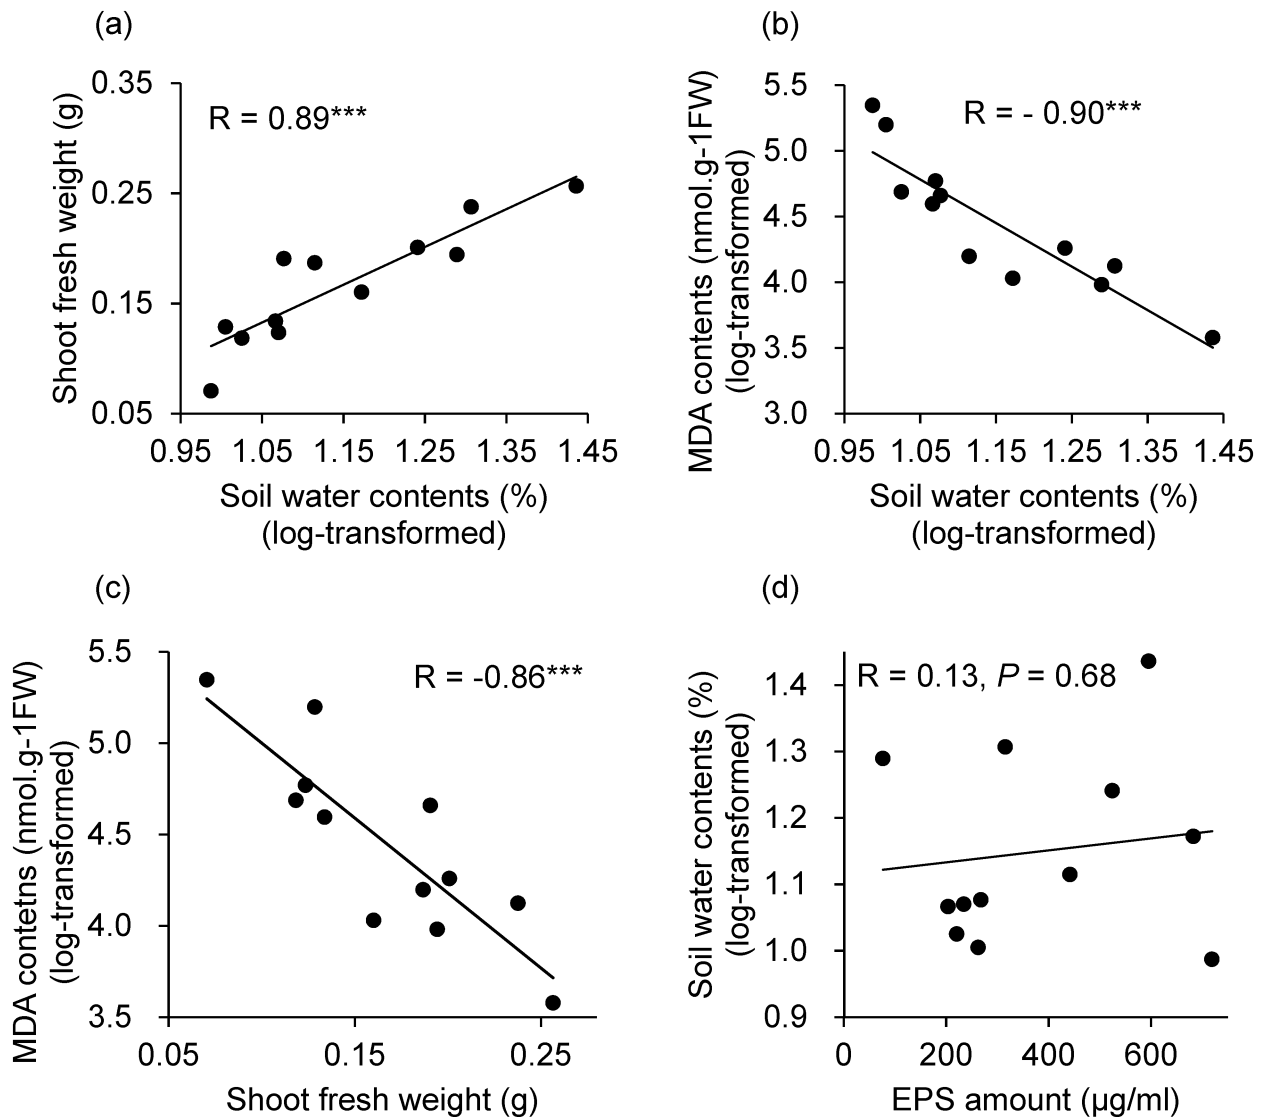 (a)
Shoot fresh weight (g)
0.35
0.25
0.15
0.05
R = 0.89***
0.95 1.05 1.15 1.25 1.35 1.45
Soil water contents (%)
(log-transformed)
(b)
MDA contents (nmol.g-1FW)
(log-transformed)
5.5
5.0
4.5
4.0
3.5
3.0
R = - 0.90***
0.95 1.05 1.15 1.25 1.35 1.45
Soil water contents (%)
(log-transformed)
(c)
MDA contetns (nmol.g-1FW)
(log-transformed)
5.5
5.0
4.5
4.0
3.5
R = -0.86***
0.05 0.15 0.25
Shoot fresh weight (g)
(d)
Soil water contents (%)
(log-transformed)
1.4
1.3
1.2
1.1
1.0
0.9
R = 0.13, P = 0.68
0 200 400 600
EPS amount (µg/ml)